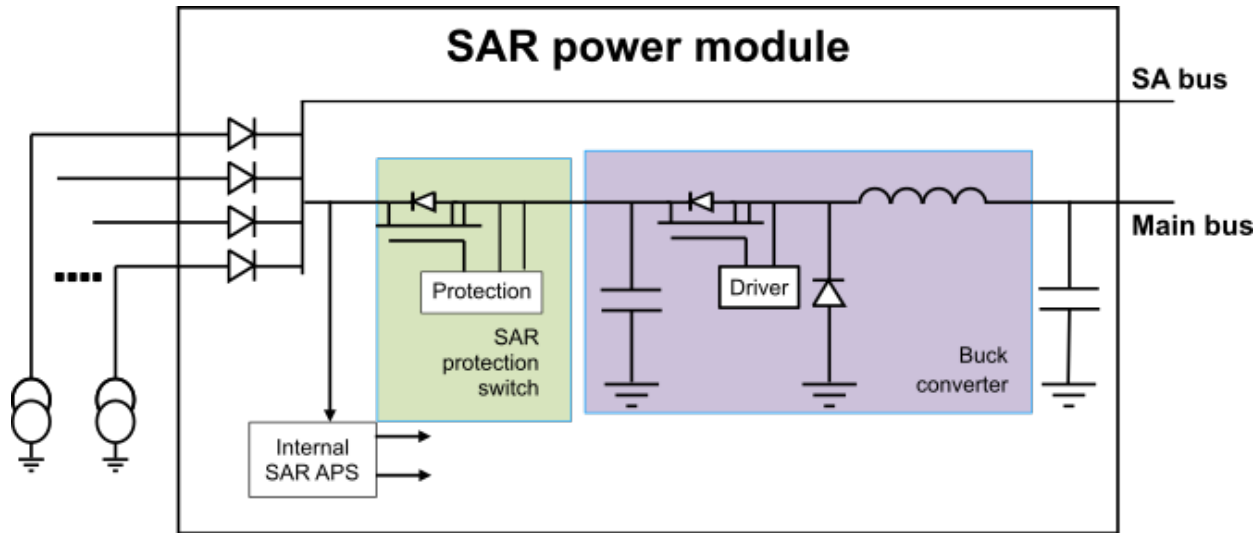 SAR power module
SA bus
Main bus
Protection
SAR
protection
switch
Driver
Buck
converter
Internal
SAR APS